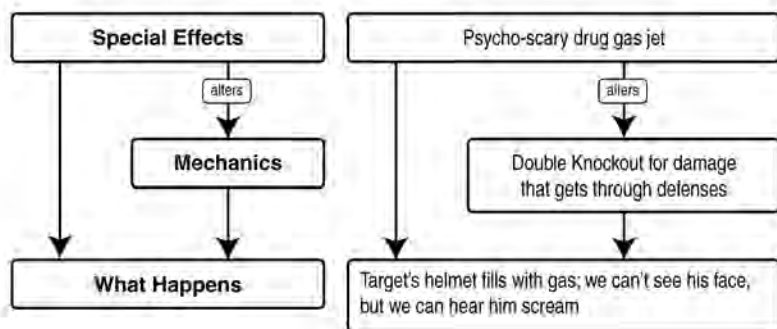 Special Effects
alters
Mechanics
What Happens
Psycho-scary drug gas jet
alters
Double Knockout for damage
that gets through defenses
Target's helmet fills with gas; we can't see his face,
but we can hear him scream